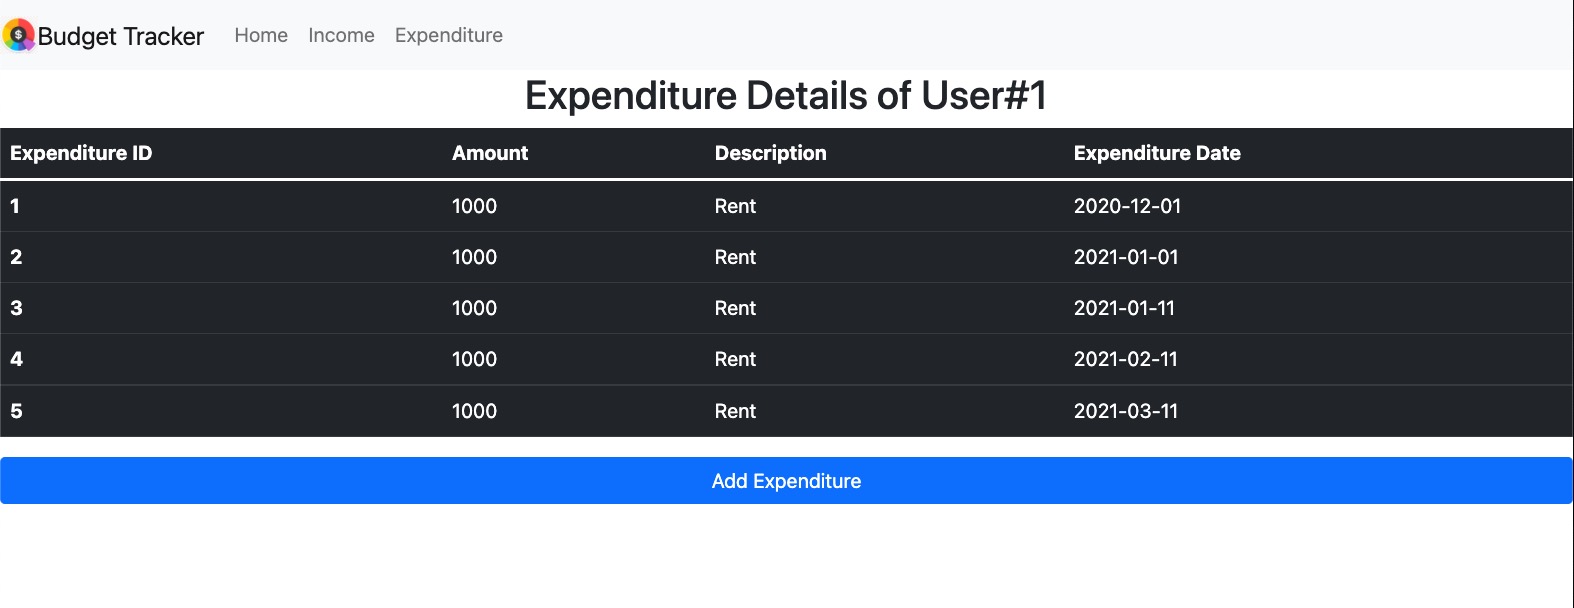 $ Budget Tracker Home Income Expenditure
Expenditure Details of User#1
Expenditure ID Amount Description Expenditure Date
1 1000 Rent 2020-12-01
2 1000 Rent 2021-01-01
3 1000 Rent 2021-01-11
4 1000 Rent 2021-02-11
5 1000 Rent 2021-03-11
Add Expenditure